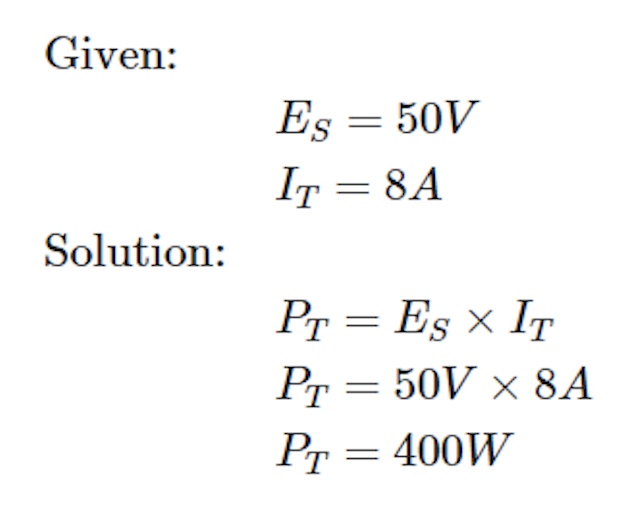 Given:
E_S = 50V
I_T = 8A
Solution:
P_T = E_S × I_T
P_T = 50V × 8A
P_T = 400W